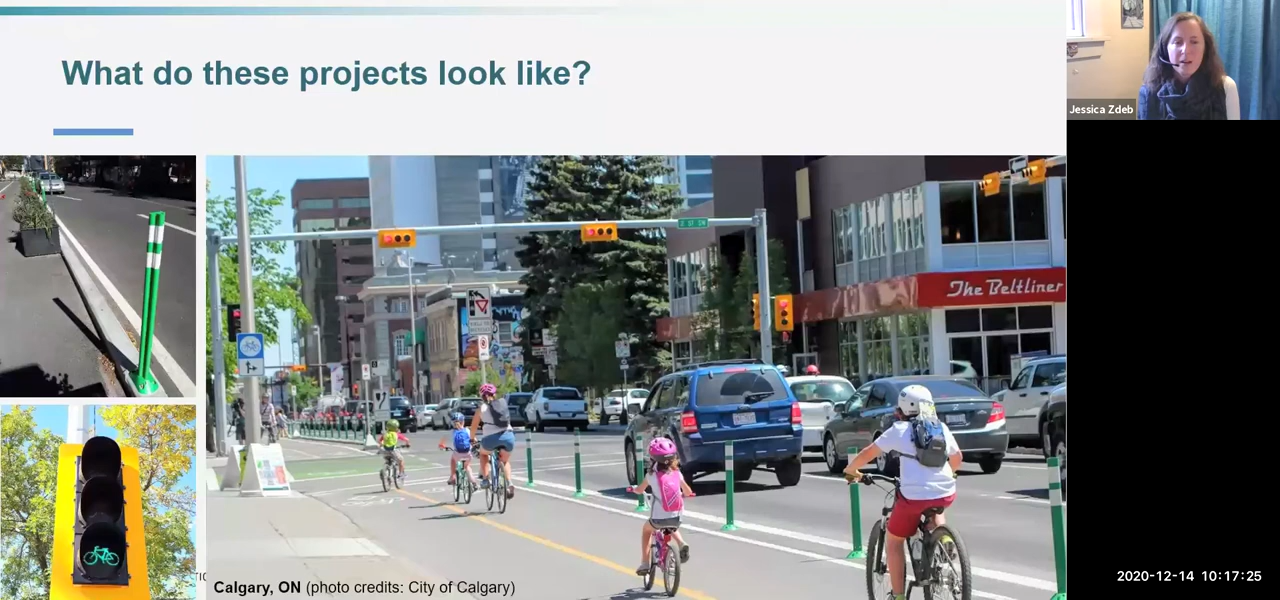 What do these projects look like?
Jessica Zdeb
The Beltliner
Calgary, ON (photo credits: City of Calgary)
2020-12-14 10:17:25